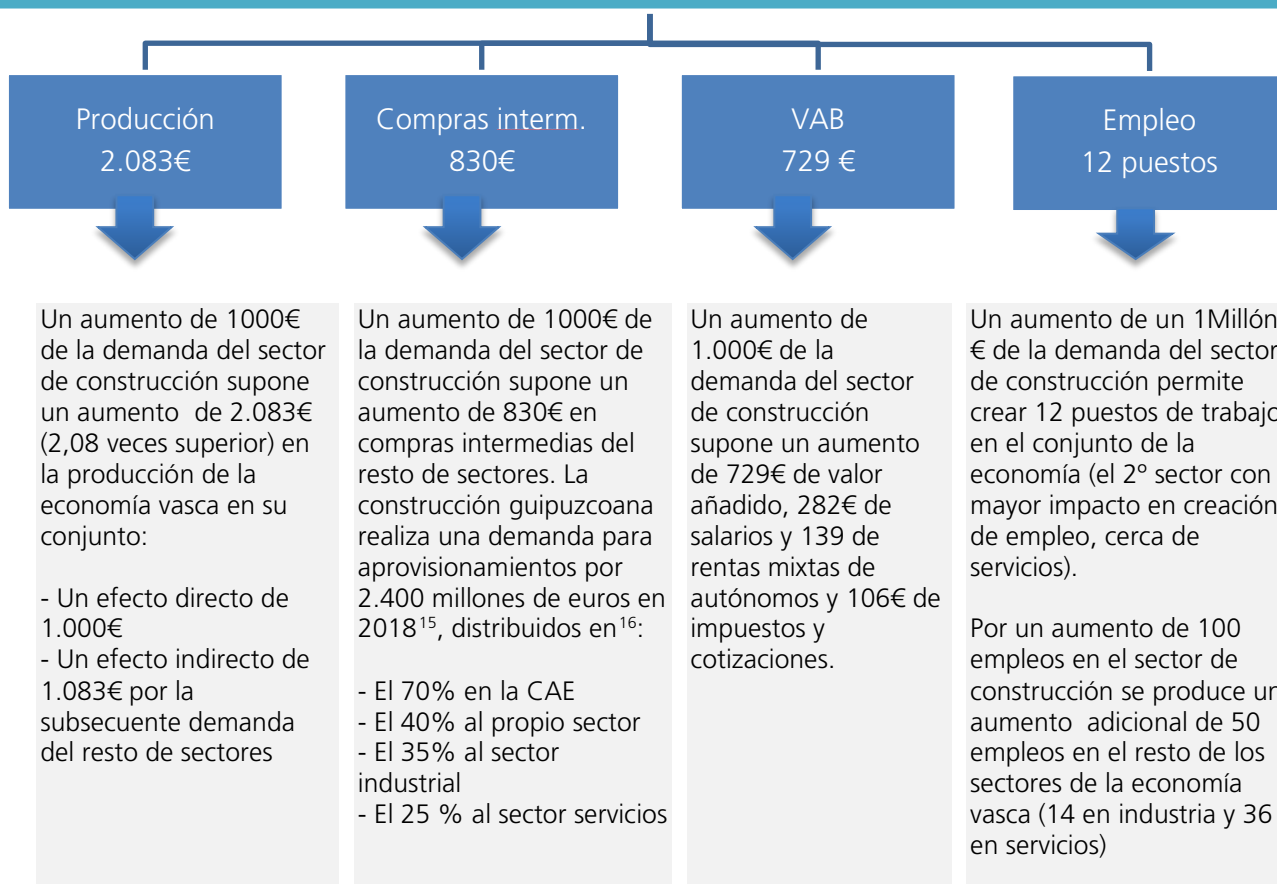 Producción
2.083€
Compras interm.
830€
VAB
729 €
Empleo
12 puestos
Un aumento de 1000€
de la demanda del sector
de construcción supone
un aumento de 2.083€
(2,08 veces superior) en
la producción de la
economía vasca en su
conjunto:
- Un efecto directo de
1.000€
- Un efecto indirecto de
1.083€ por la
subsecuente demanda
del resto de sectores
Un aumento de 1000€ de
la demanda del sector de
construcción supone un
aumento de 830€ en
compras intermedias del
resto de sectores. La
construcción guipuzcoana
realiza una demanda para
aprovisionamientos por
2.400 millones de euros en
2018¹⁵, distribuidos en¹⁶:
- El 70% en la CAE
- El 40% al propio sector
- El 35% al sector
industrial
- El 25 % al sector servicios
Un aumento de
1.000€ de la
demanda del sector
de construcción
supone un aumento
de 729€ de valor
añadido, 282€ de
salarios y 139 de
rentas mixtas de
autónomos y 106€ de
impuestos y
cotizaciones.
Un aumento de un 1Millón
€ de la demanda del sector
de construcción permite
crear 12 puestos de trabajo
en el conjunto de la
economía (el 2º sector con
mayor impacto en creación
de empleo, cerca de
servicios).
Por un aumento de 100
empleos en el sector de
construcción se produce un
aumento adicional de 50
empleos en el resto de los
sectores de la economía
vasca (14 en industria y 36
en servicios)